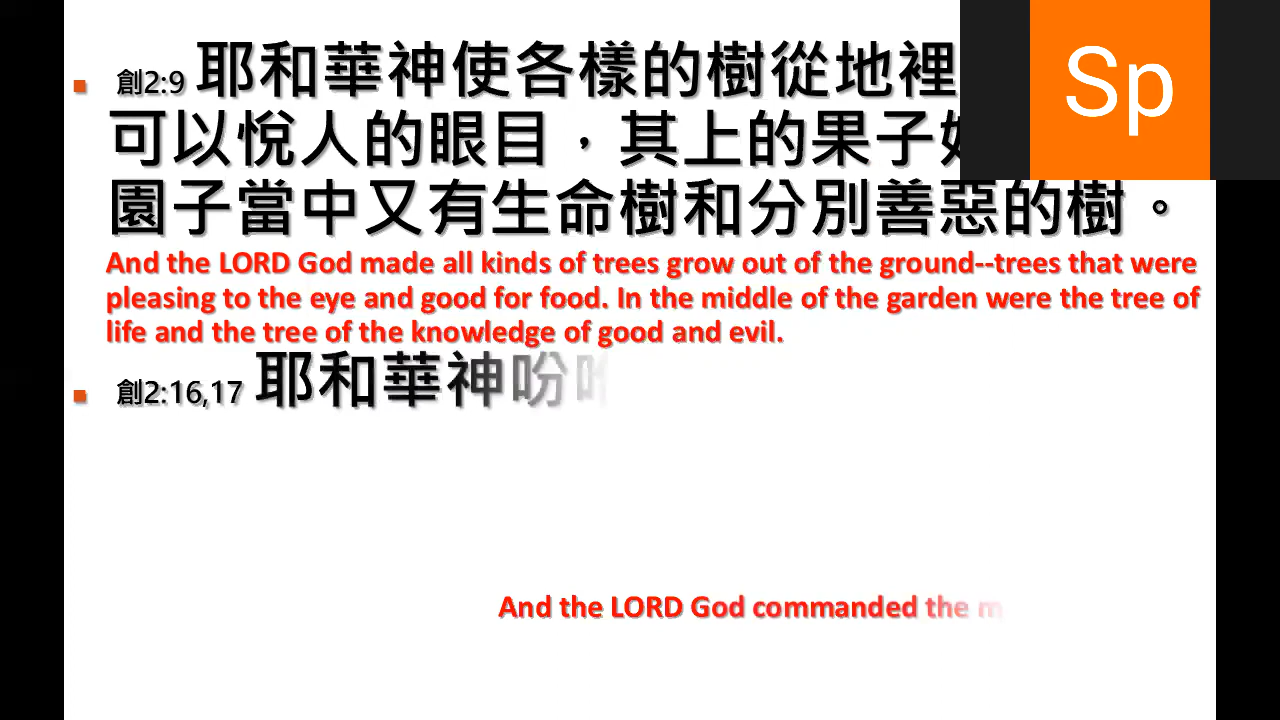 Sp
創2:9 耶和華神使各樣的樹從地裡
可以悅人的眼目，其上的果子
園子當中又有生命樹和分別善惡的樹。
And the LORD God made all kinds of trees grow out of the ground--trees that were
pleasing to the eye and good for food. In the middle of the garden were the tree of
life and the tree of the knowledge of good and evil.
創2:16,17 耶和華神吩
And the LORD God commanded the